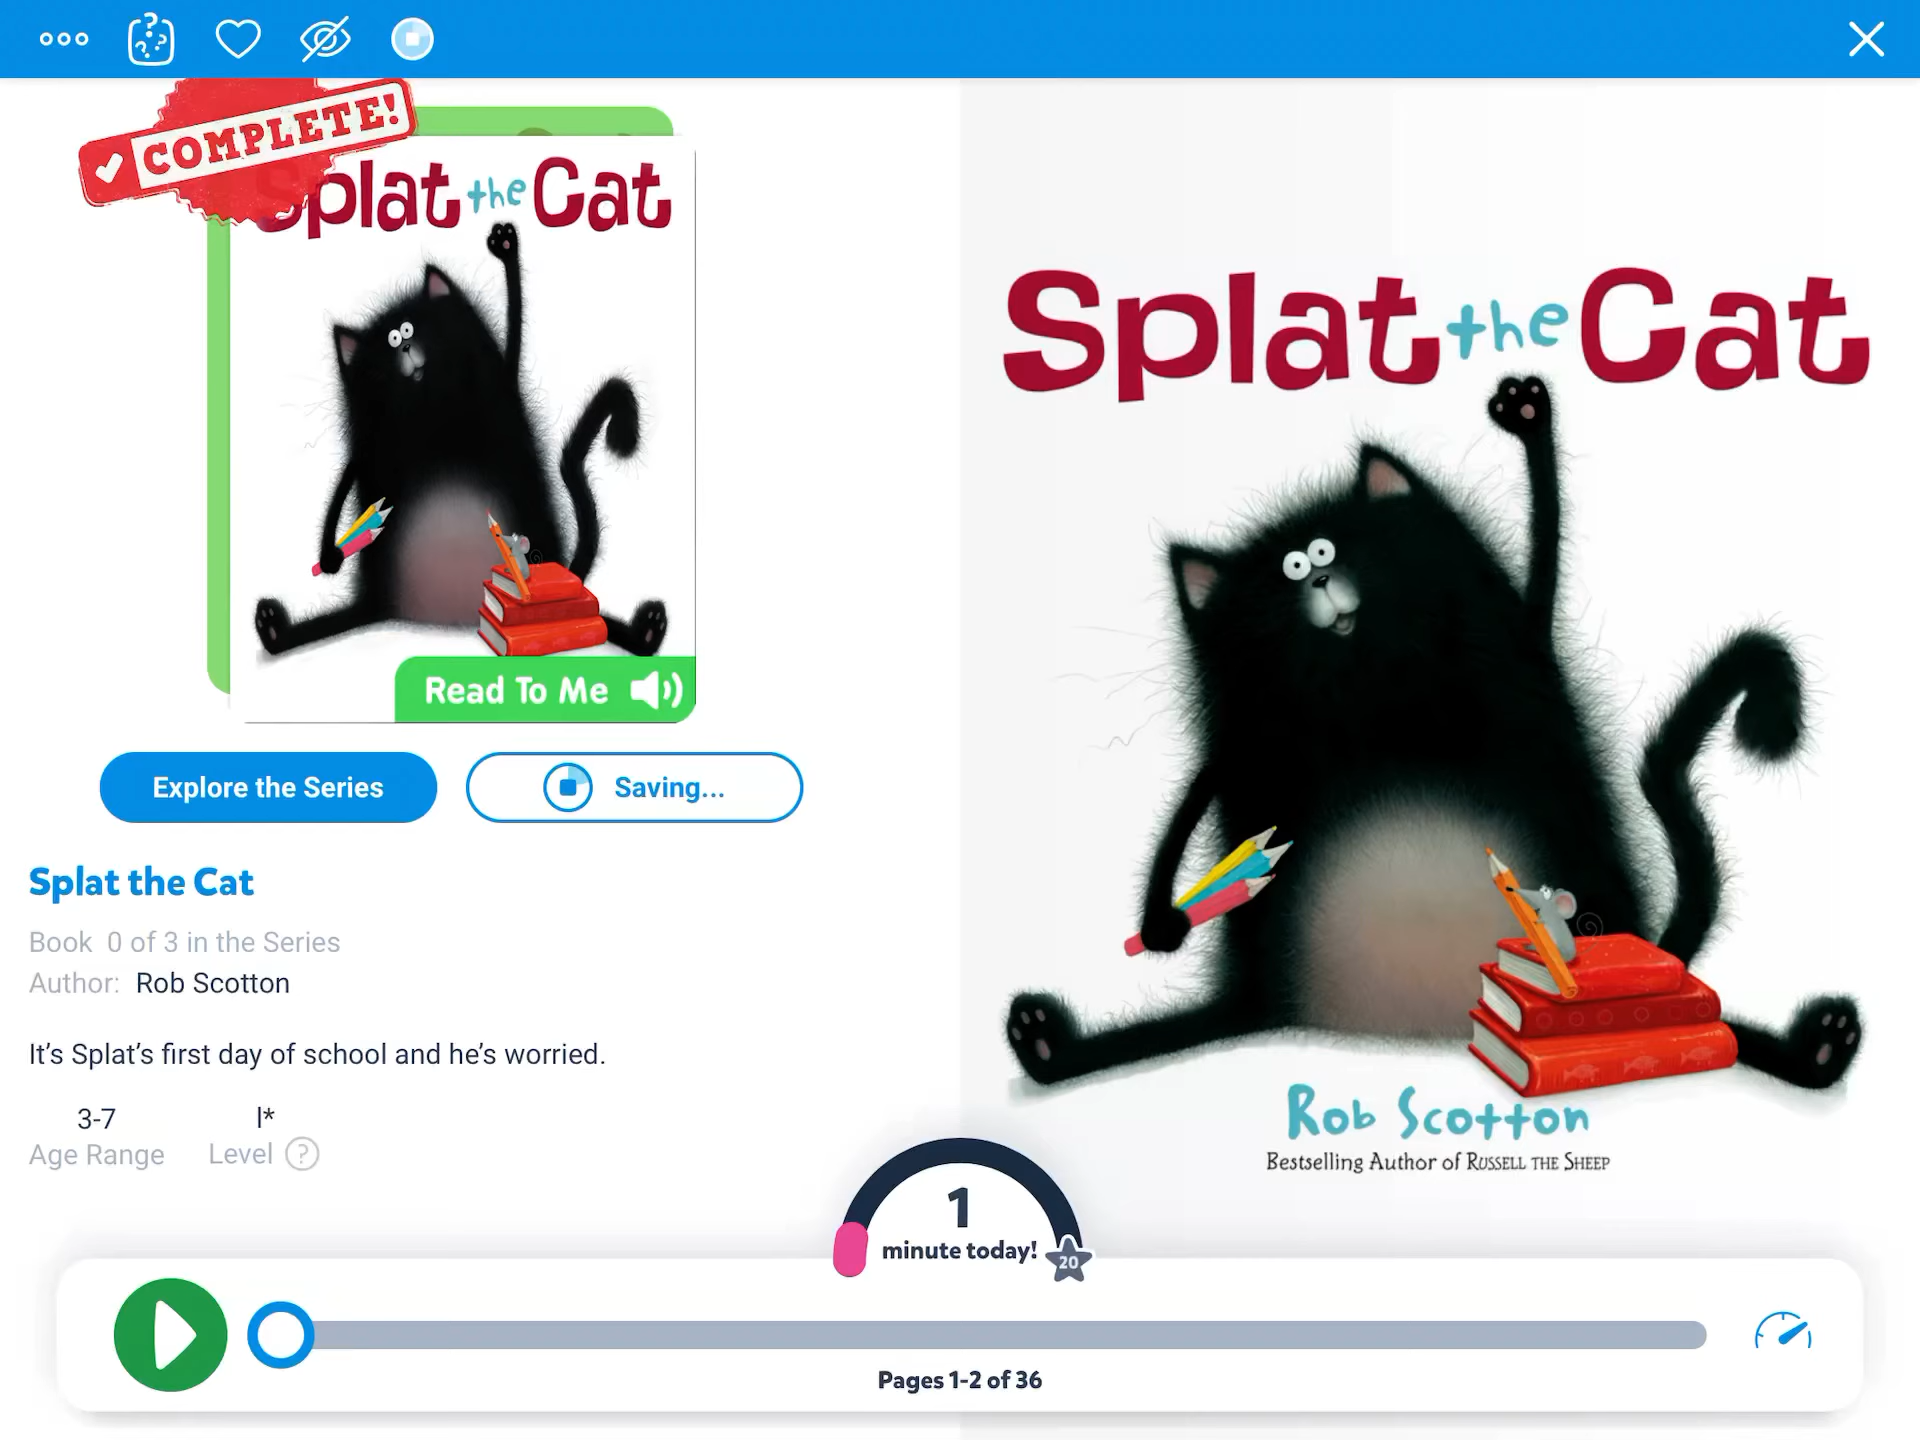 COMPLETE!
Splat the Cat
Read To Me
Explore the Series
Saving...
Splat the Cat
Book 0 of 3 in the Series
Author: Rob Scotton
It's Splat's first day of school and he's worried.
3-7
Age Range
I*
Level ?
Splat the Cat
Rob Scotton
Bestselling Author of RUSSELL THE SHEEP
1
minute today!
20
Pages 1-2 of 36